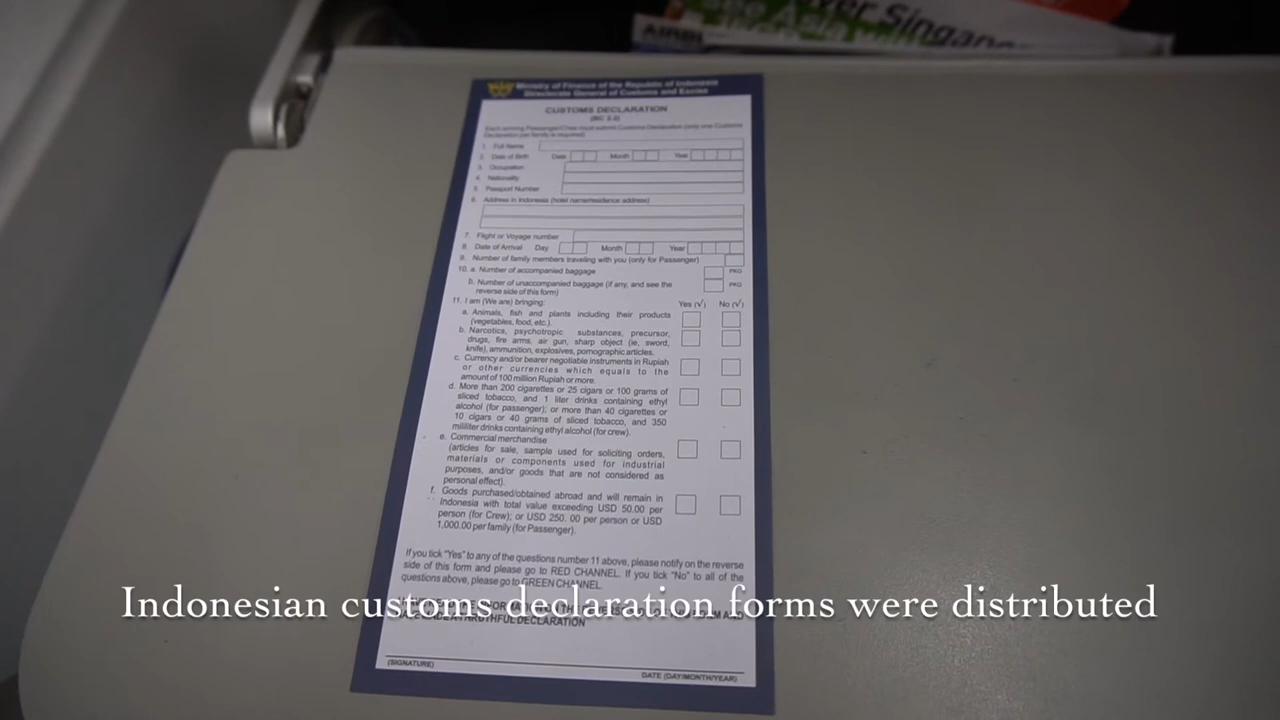 See Asia
over Singapore
AIRB
Ministry of Finance of the Republic of Indonesia
Directorate General of Customs and Excise
CUSTOMS DECLARATION
(BC 2.2)
Each arriving Passenger/Crew must submit Customs Declaration (only one Customs
Declaration per family is required)
1. Full Name
2. Date of Birth Date Month Year
3. Occupation
4. Nationality
5. Passport Number
6. Address in Indonesia (hotel name/residence address)
7. Flight or Voyage number
8. Date of Arrival Day Month Year
9. Number of family members traveling with you (only for Passenger)
10. a. Number of accompanied baggage PKG
b. Number of unaccompanied baggage (if any, and see the PKG
reverse side of this form)
11. I am (We are) bringing: Yes (√) No (√)
a. Animals, fish and plants including their products
(vegetables, food, etc.).
b. Narcotics, psychotropic substances, precursor,
drugs, fire arms, air gun, sharp object (ie, sword,
knife), ammunition, explosives, pornographic articles.
c. Currency and/or bearer negotiable instruments in Rupiah
or other currencies which equals to the
amount of 100 million Rupiah or more.
d. More than 200 cigarettes or 25 cigars or 100 grams of
sliced tobacco, and 1 liter drinks containing ethyl
alcohol (for passenger); or more than 40 cigarettes or
10 cigars or 40 grams of sliced tobacco, and 350
mililiter drinks containing ethyl alcohol (for crew).
e. Commercial merchandise
(articles for sale, sample used for soliciting orders,
materials or components used for industrial
purposes, and/or goods that are not considered as
personal effect).
f. Goods purchased/obtained abroad and will remain in
Indonesia with total value exceeding USD 50.00 per
person (for Crew); or USD 250. 00 per person or USD
1,000.00 per family (for Passenger).
If you tick "Yes" to any of the questions number 11 above, please notify on the reverse
side of this form and please go to RED CHANNEL. If you tick "No" to all of the
questions above, please go to GREEN CHANNEL.
Indonesian customs declaration forms were distributed
TRUTHFUL DECLARATION
(SIGNATURE)
DATE (DAY/MONTH/YEAR)